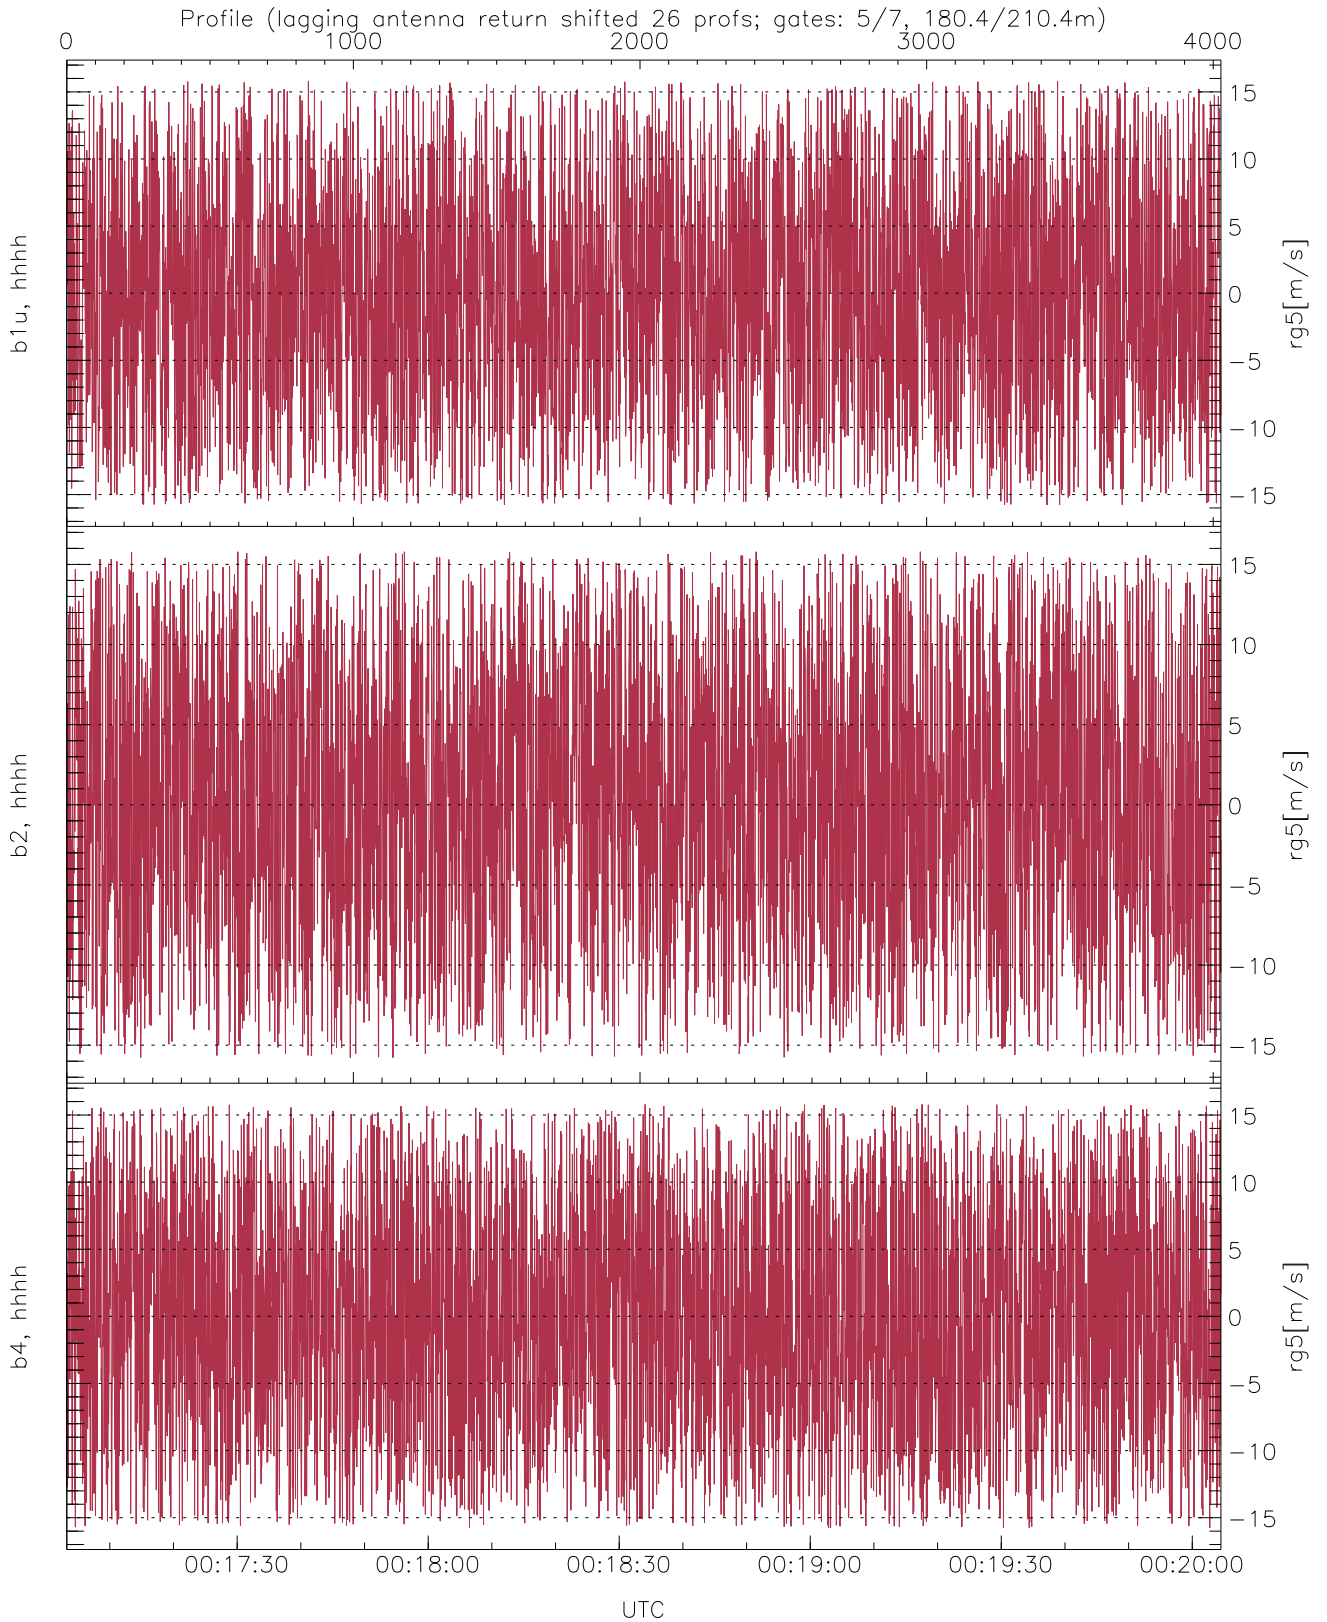 Profile (lagging antenna return shifted 26 profs; gates: 5/7, 180.4/210.4m)
0 1000 2000 3000 4000
15
10
5
0
-5
-10
-15
b1u, hhhh
rg5[m/s]
15
10
5
0
-5
-10
-15
b2, hhhh
rg5[m/s]
15
10
5
0
-5
-10
-15
b4, hhhh
rg5[m/s]
00:17:30 00:18:00 00:18:30 00:19:00 00:19:30 00:20:00
UTC